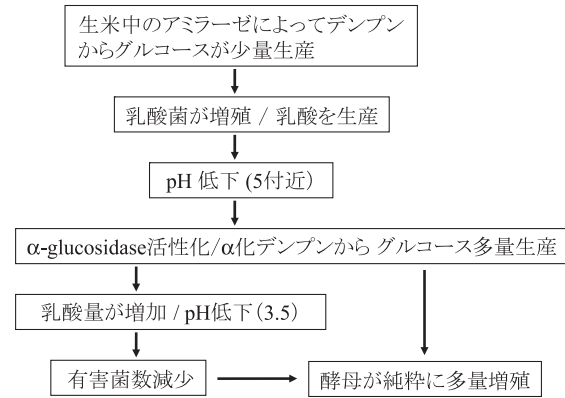 生米中のアミラーゼによってデンプン
からグルコースが少量生産
乳酸菌が増殖 / 乳酸を生産
pH 低下 (5付近）
α-glucosidase活性化/α化デンプンから グルコース多量生産
乳酸量が増加 / pH低下（3.5）
有害菌数減少
酵母が純粋に多量増殖